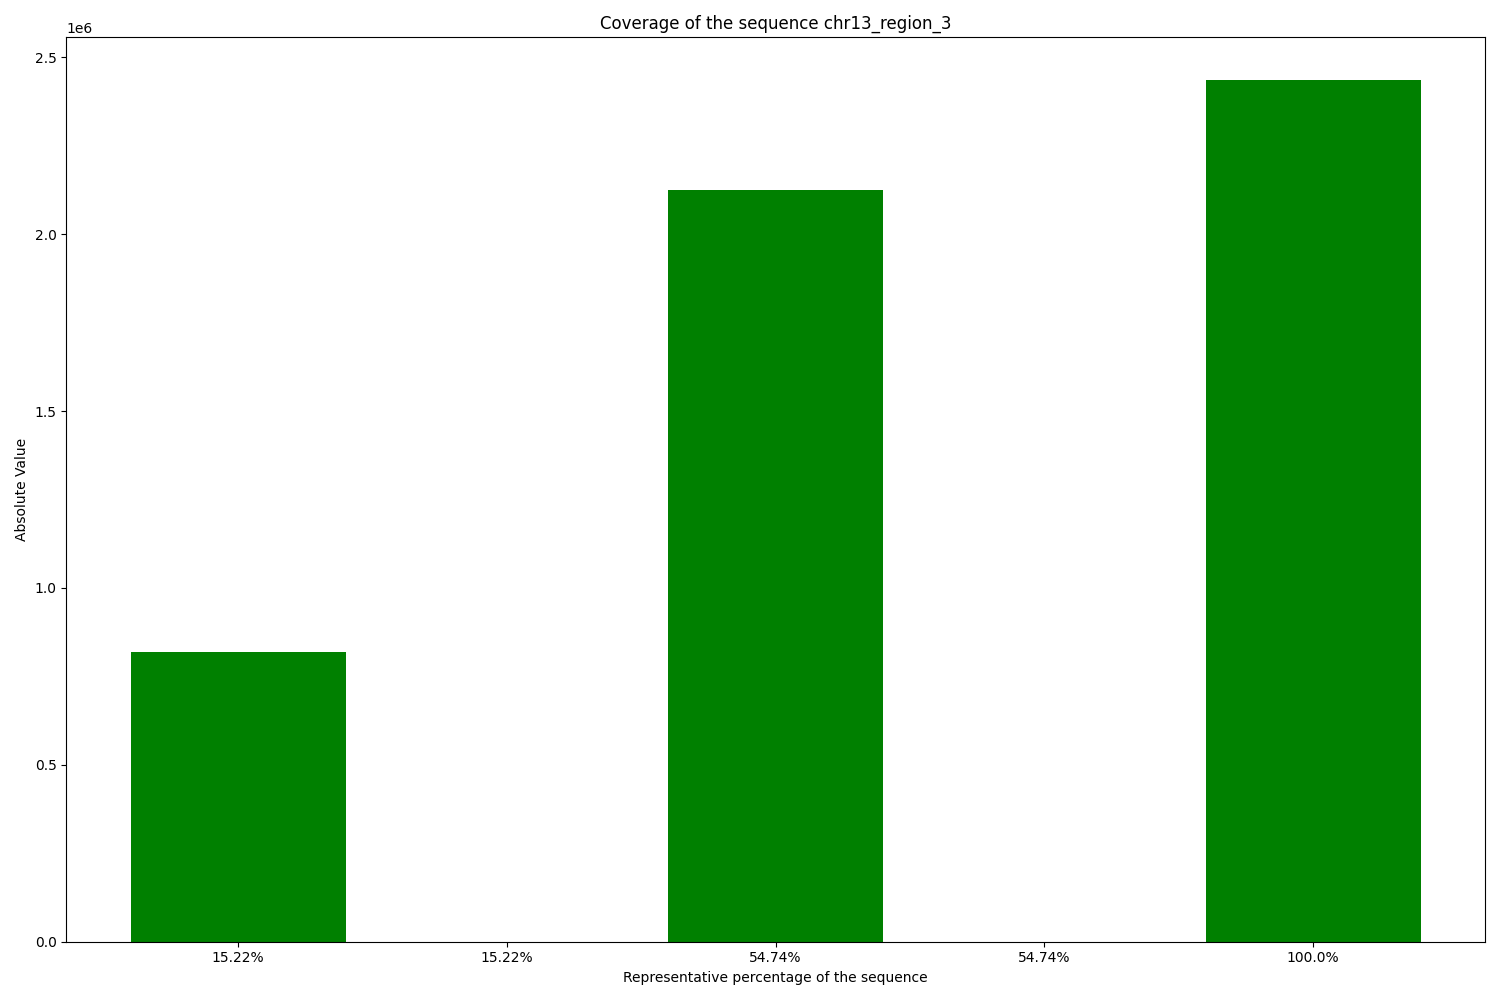 Coverage of the sequence chr13_region_3
1e6
2.5
2.0
1.5
1.0
0.5
0.0
Absolute Value
15.22% 15.22% 54.74% 54.74% 100.0%
Representative percentage of the sequence